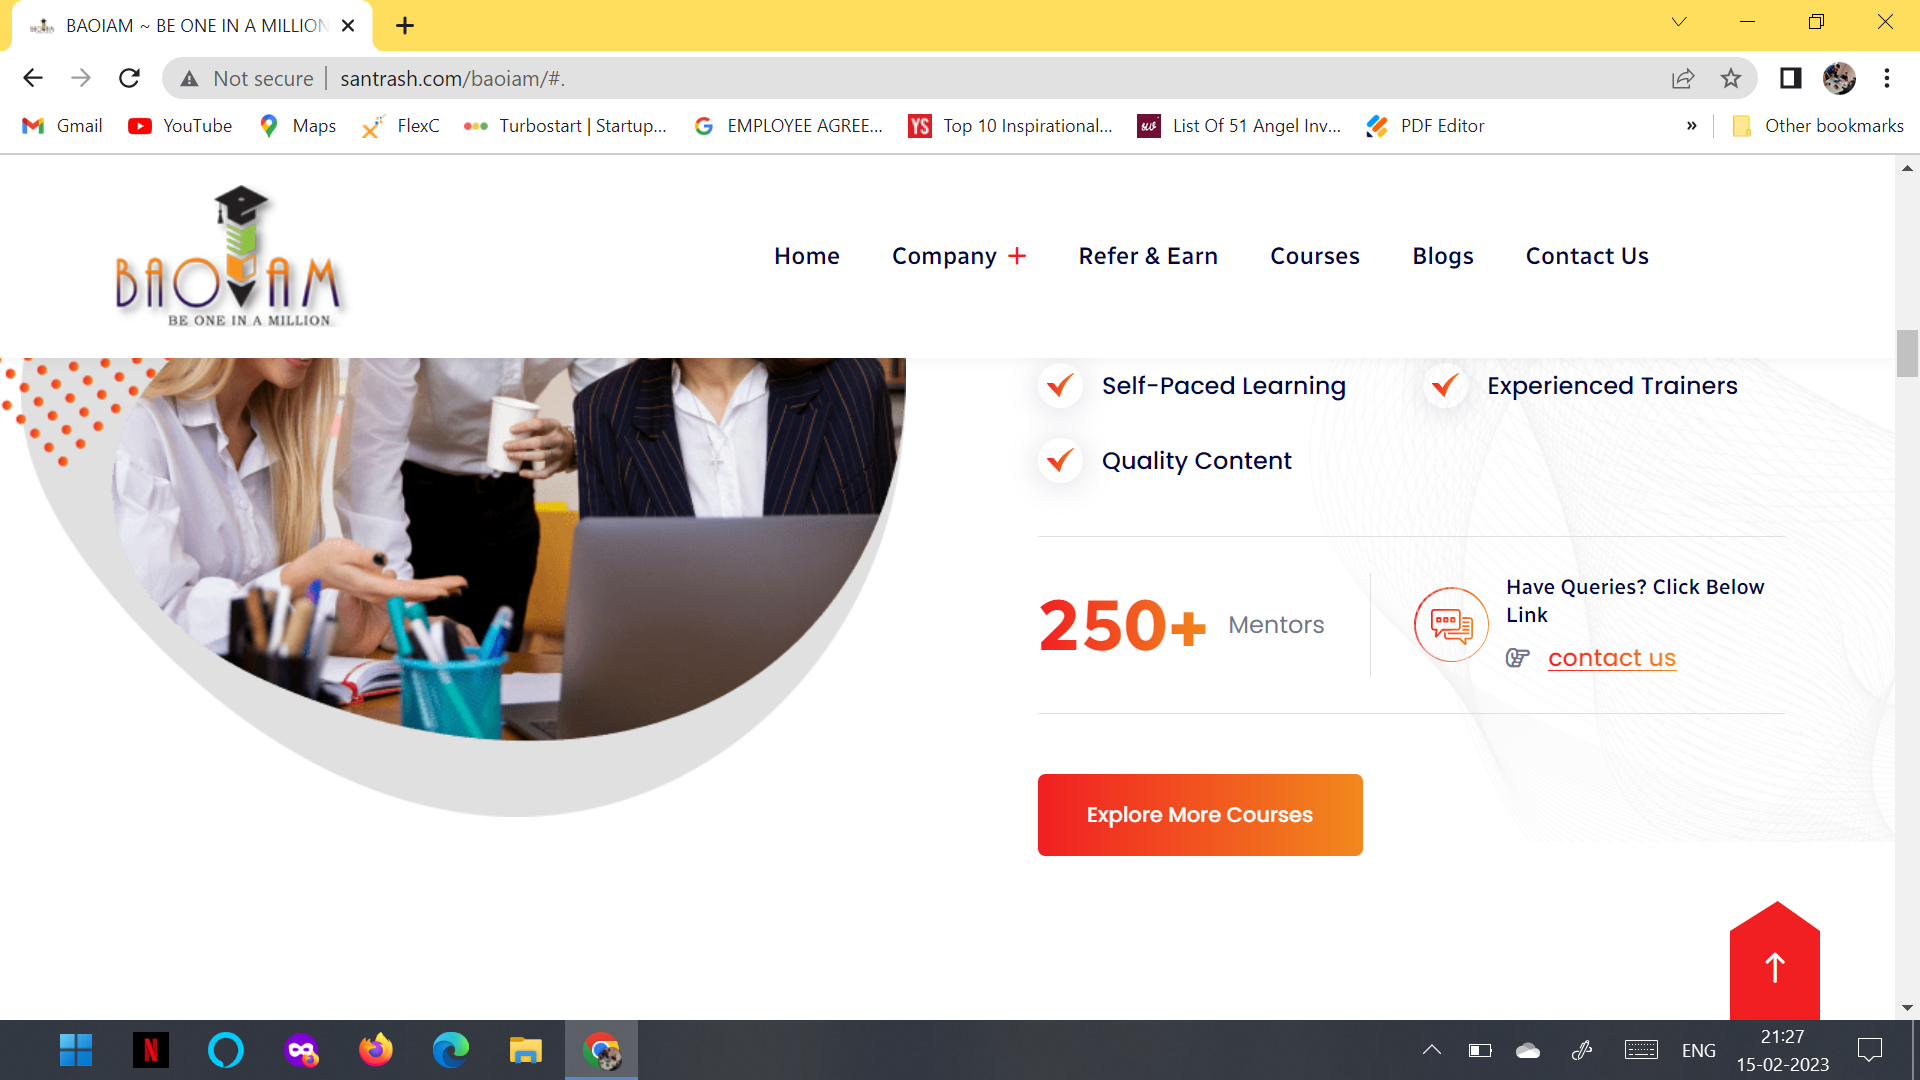 BAOIAM ~ BE ONE IN A MILLION
Not secure | santrash.com/baoiam/#.
Gmail YouTube Maps FlexC Turbostart | Startup... EMPLOYEE AGREE... YS Top 10 Inspirational... List Of 51 Angel Inv... PDF Editor » Other bookmarks
BAOIAM
BE ONE IN A MILLION
Home Company + Refer & Earn Courses Blogs Contact Us
Self-Paced Learning Experienced Trainers
Quality Content
250+ Mentors
Have Queries? Click Below
Link
contact us
Explore More Courses
N ENG 21:27
15-02-2023